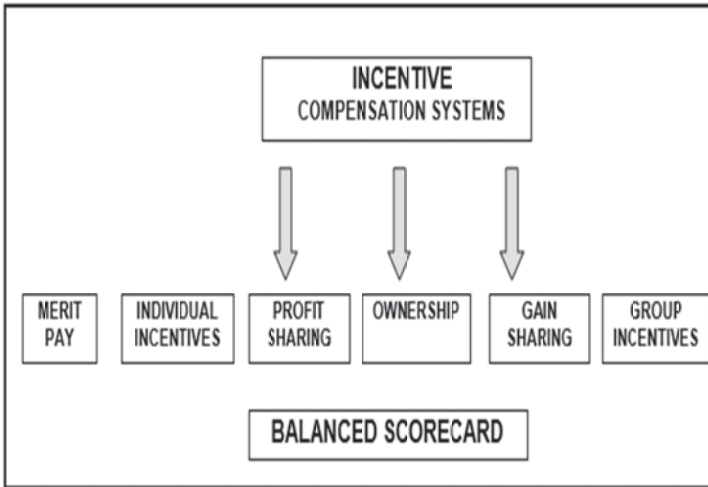 INCENTIVE
COMPENSATION SYSTEMS
MERIT
PAY
INDIVIDUAL
INCENTIVES
PROFIT
SHARING
OWNERSHIP
GAIN
SHARING
GROUP
INCENTIVES
BALANCED SCORECARD